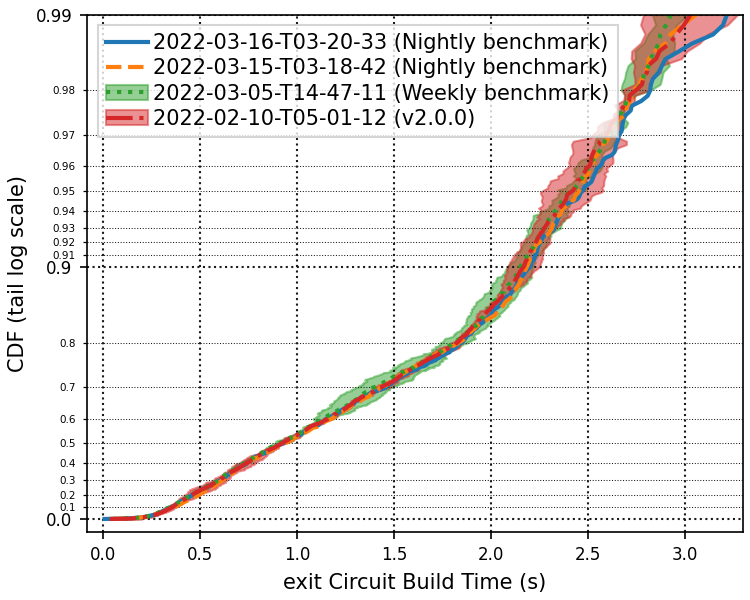 0.99
2022-03-16-T03-20-33 (Nightly benchmark)
2022-03-15-T03-18-42 (Nightly benchmark)
2022-03-05-T14-47-11 (Weekly benchmark)
2022-02-10-T05-01-12 (v2.0.0)
0.98
0.97
0.96
0.95
0.94
0.93
0.92
0.91
0.9
0.8
0.7
0.6
0.5
0.4
0.3
0.2
0.1
0.0
CDF (tail log scale)
0.0 0.5 1.0 1.5 2.0 2.5 3.0
exit Circuit Build Time (s)